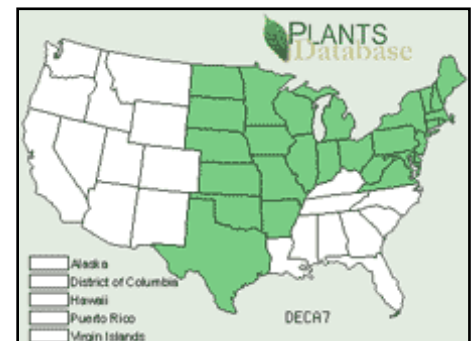 PLANTS
Database
Alaska
District of Columbia
Hawaii
Puerto Rico
Virgin Islands
DECA7